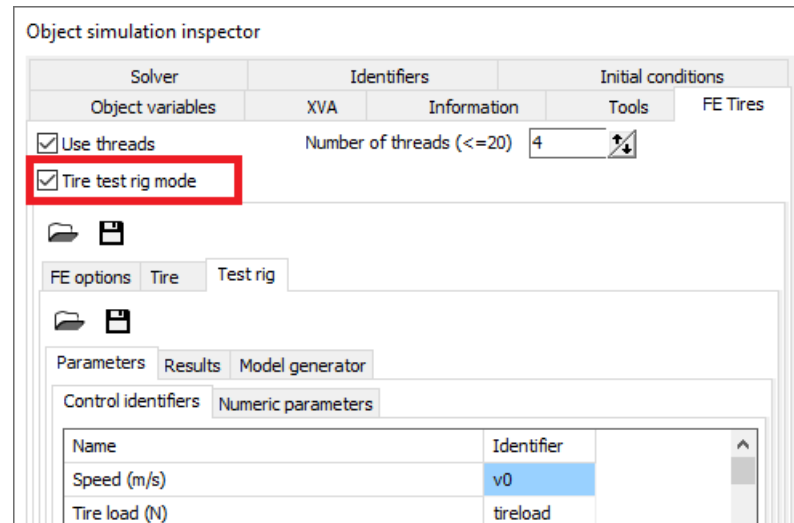 Object simulation inspector
Solver Identifiers Initial conditions
Object variables XVA Information Tools FE Tires
Use threads Number of threads (<=20) 4
Tire test rig mode
FE options Tire Test rig
Parameters Results Model generator
Control identifiers Numeric parameters
Name Identifier
Speed (m/s) v0
Tire load (N) tireload